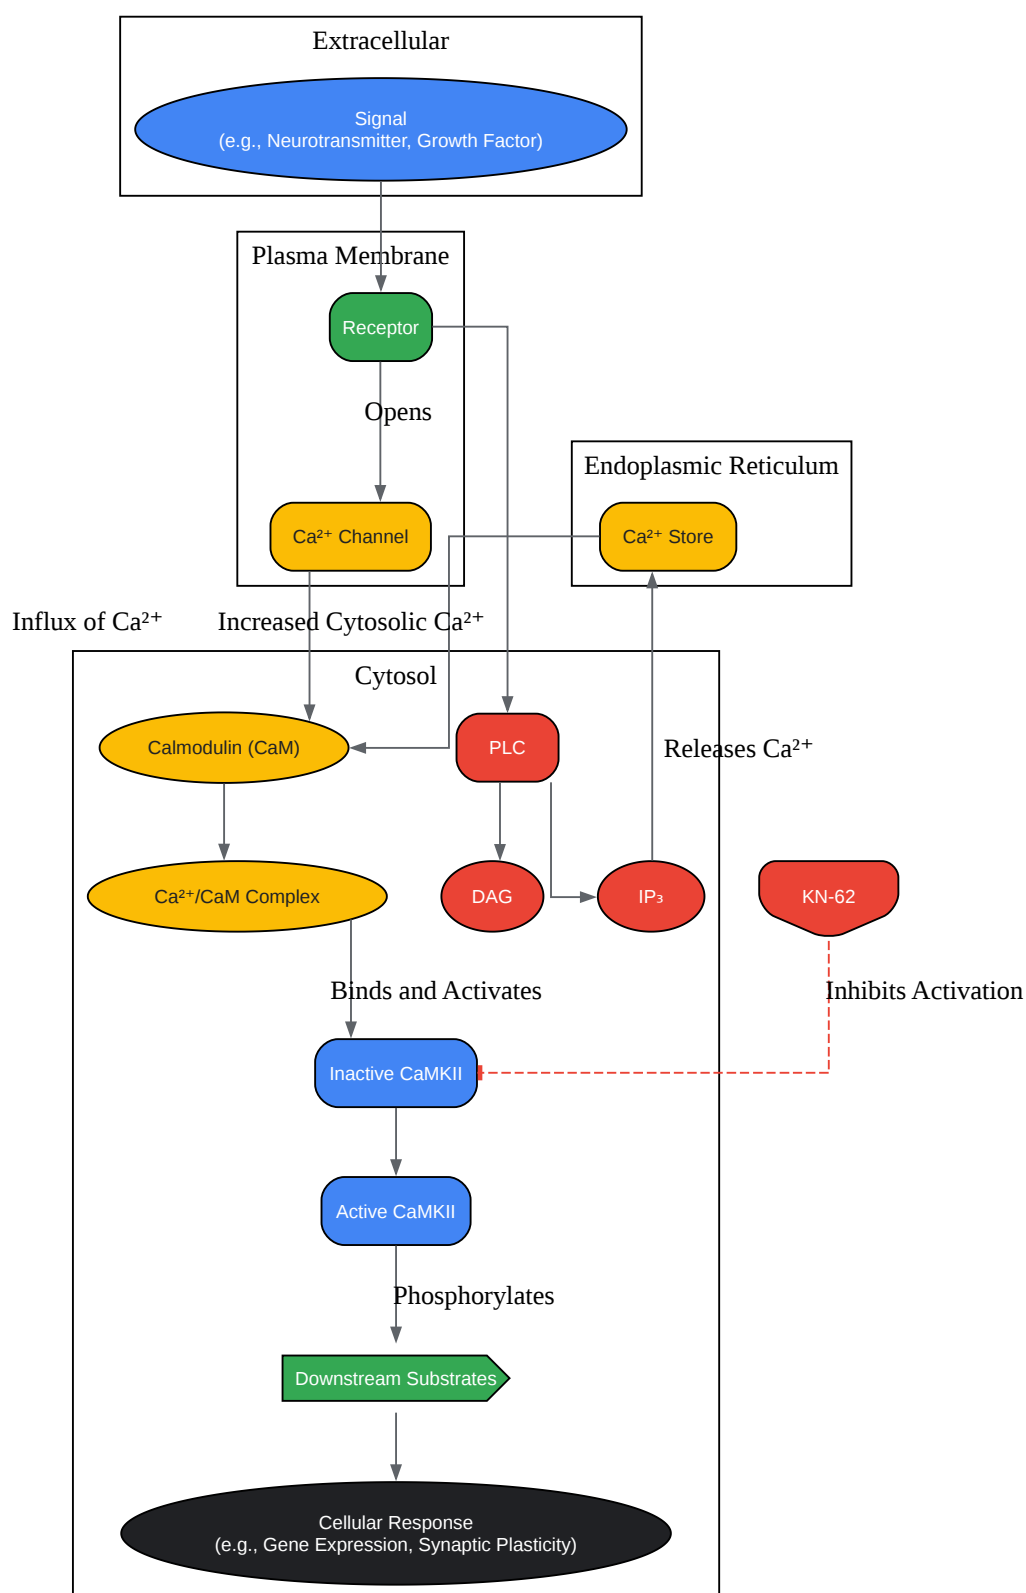 Extracellular
Signal
(e.g., Neurotransmitter, Growth Factor)
Plasma Membrane
Receptor
Opens
Endoplasmic Reticulum
Ca²⁺ Channel
Ca²⁺ Store
Influx of Ca²⁺
Increased Cytosolic Ca²⁺
Cytosol
Calmodulin (CaM)
PLC
Releases Ca²⁺
Ca²⁺/CaM Complex
DAG
IP₃
KN-62
Binds and Activates
Inhibits Activation
Inactive CaMKII
Active CaMKII
Phosphorylates
Downstream Substrates
Cellular Response
(e.g., Gene Expression, Synaptic Plasticity)